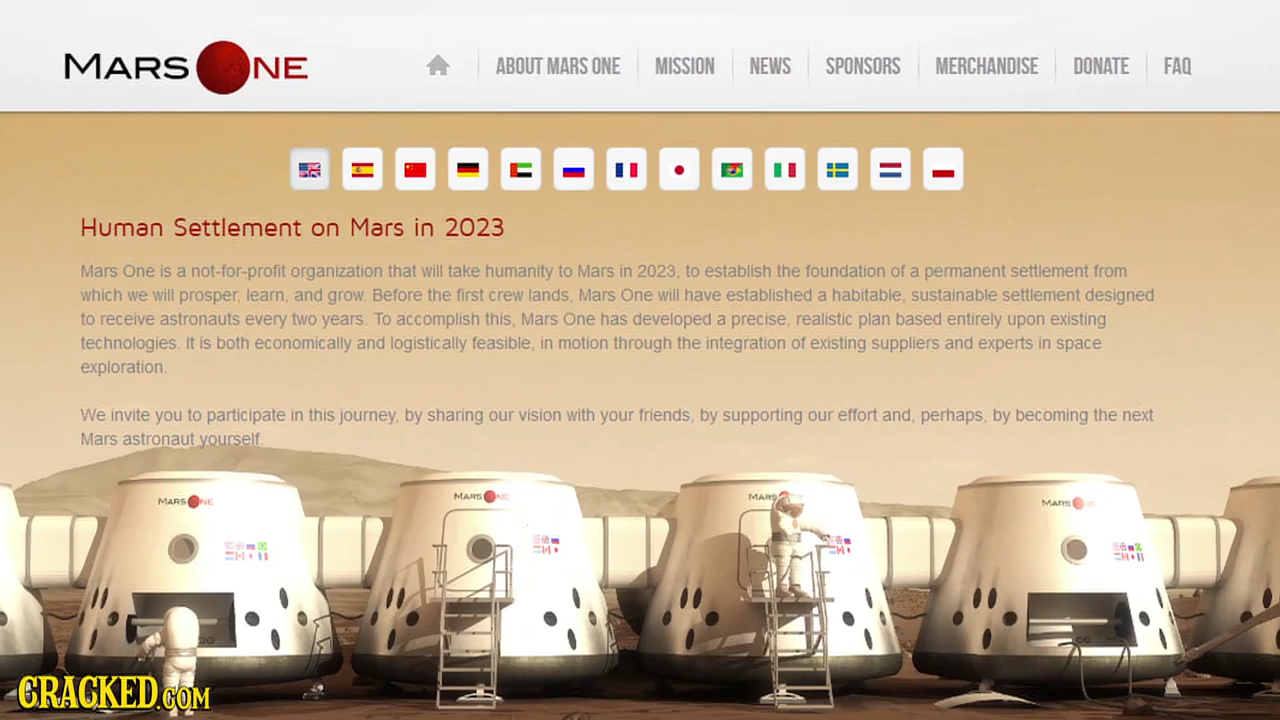 MARS ONE
ABOUT MARS ONE MISSION NEWS SPONSORS MERCHANDISE DONATE FAQ
Human Settlement on Mars in 2023
Mars One is a not-for-profit organization that will take humanity to Mars in 2023, to establish the foundation of a permanent settlement from
which we will prosper, learn, and grow. Before the first crew lands, Mars One will have established a habitable, sustainable settlement designed
to receive astronauts every two years. To accomplish this, Mars One has developed a precise, realistic plan based entirely upon existing
technologies. It is both economically and logistically feasible, in motion through the integration of existing suppliers and experts in space
exploration.
We invite you to participate in this journey, by sharing our vision with your friends, by supporting our effort and, perhaps, by becoming the next
Mars astronaut yourself.
MARS ONE
MARS ONE
MARS
MARS
CRACKED.COM